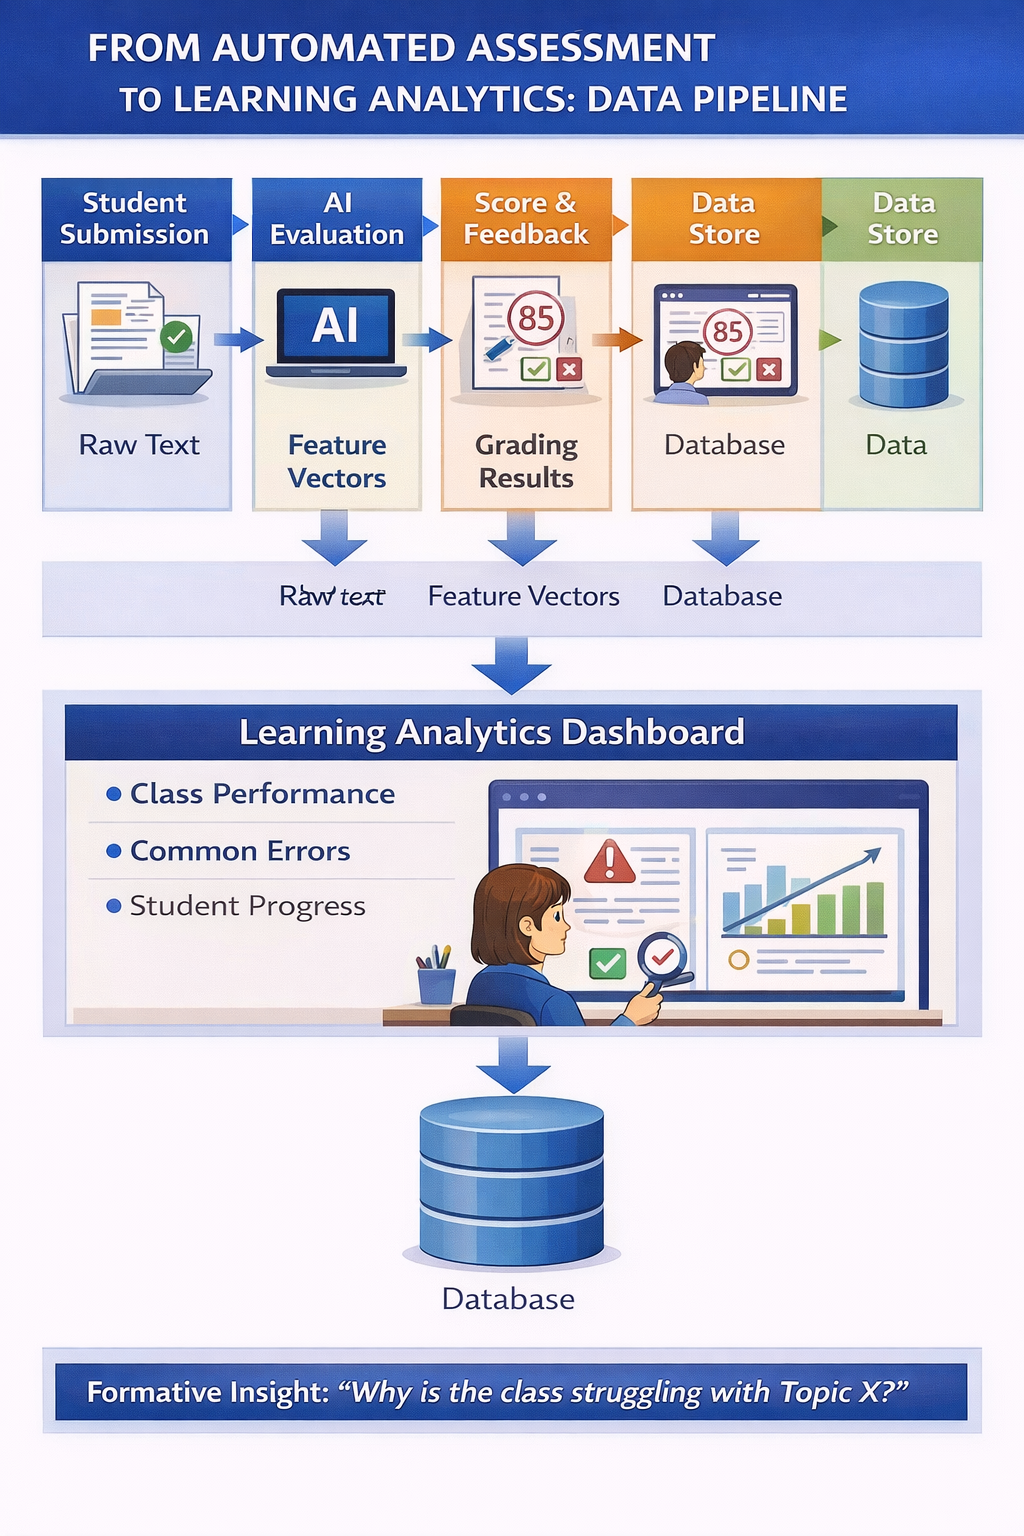 FROM AUTOMATED ASSESSMENT
TO LEARNING ANALYTICS: DATA PIPELINE
Student
Submission
AI
Evaluation
Score &
Feedback
Data
Store
Data
Store
AI
85
85
Raw Text
Feature
Vectors
Grading
Results
Database
Data
Raw text Feature Vectors Database
Learning Analytics Dashboard
• Class Performance
• Common Errors
• Student Progress
Database
Formative Insight: “Why is the class struggling with Topic X?”